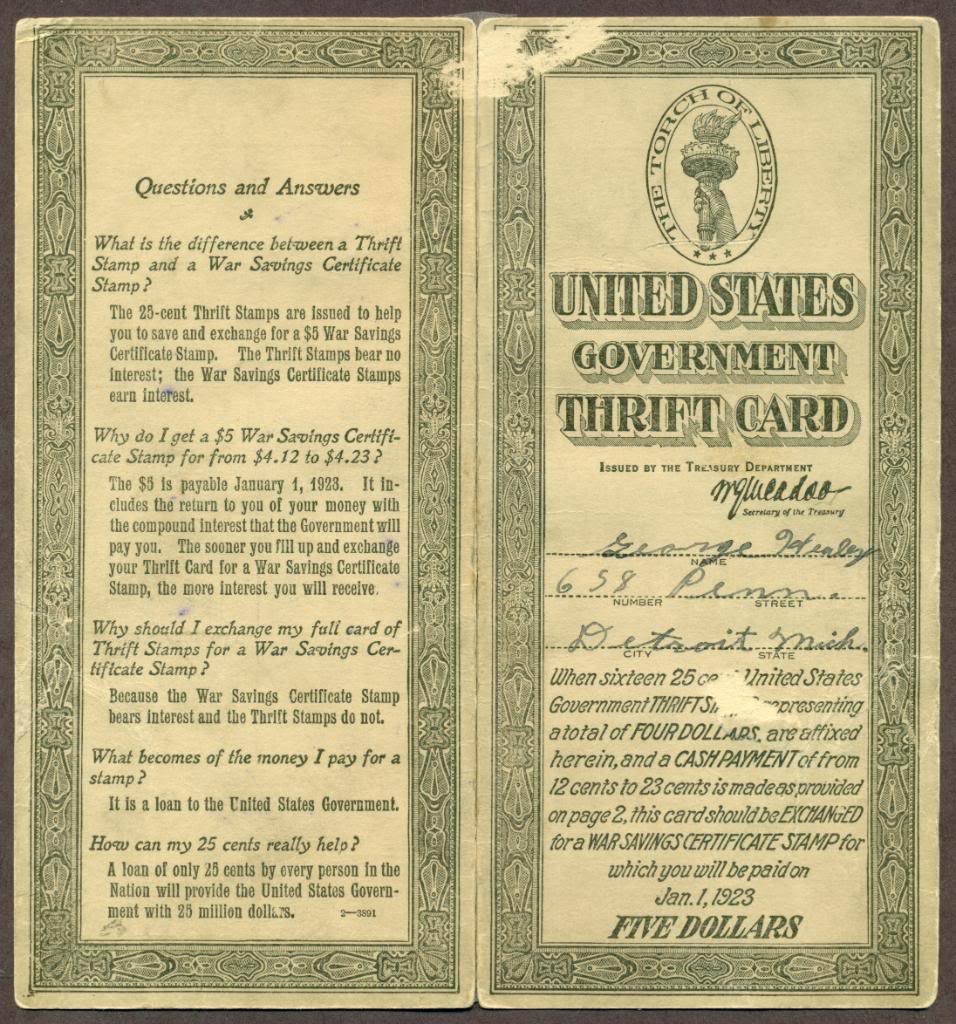 Questions and Answers
What is the difference between a Thrift
Stamp and a War Savings Certificate
Stamp?
The 25-cent Thrift Stamps are issued to help
you to save and exchange for a $5 War Savings
Certificate Stamp. The Thrift Stamps bear no
interest; the War Savings Certificate Stamps
earn interest.
Why do I get a $5 War Savings Certifi-
cate Stamp for from $4.12 to $4.23?
The $5 is payable January 1, 1923. It in-
cludes the return to you of your money with
the compound interest that the Government will
pay you. The sooner you fill up and exchange
your Thrift Card for a War Savings Certificate
Stamp, the more interest you will receive.
Why should I exchange my full card of
Thrift Stamps for a War Savings Cer-
tificate Stamp?
Because the War Savings Certificate Stamp
bears interest and the Thrift Stamps do not.
What becomes of the money I pay for a
stamp?
It is a loan to the United States Government.
How can my 25 cents really help?
A loan of only 25 cents by every person in the
Nation will provide the United States Govern-
ment with 25 million dollars. 2—3891
THE TORCH OF LIBERTY
UNITED STATES
GOVERNMENT
THRIFT CARD
ISSUED BY THE TREASURY DEPARTMENT
WGMcAdoo
Secretary of the Treasury
George Healey
NAME
658 Penn.
NUMBER STREET
Detroit Mich.
CITY STATE
When sixteen 25 United States
Government THRIFT representing
a total of FOUR DOLLARS, are affixed
herein, and a CASH PAYMENT of from
12 cents to 23 cents is made as provided
on page 2, this card should be EXCHANGED
for a WAR SAVINGS CERTIFICATE STAMP for
which you will be paid on
Jan. 1, 1923
FIVE DOLLARS